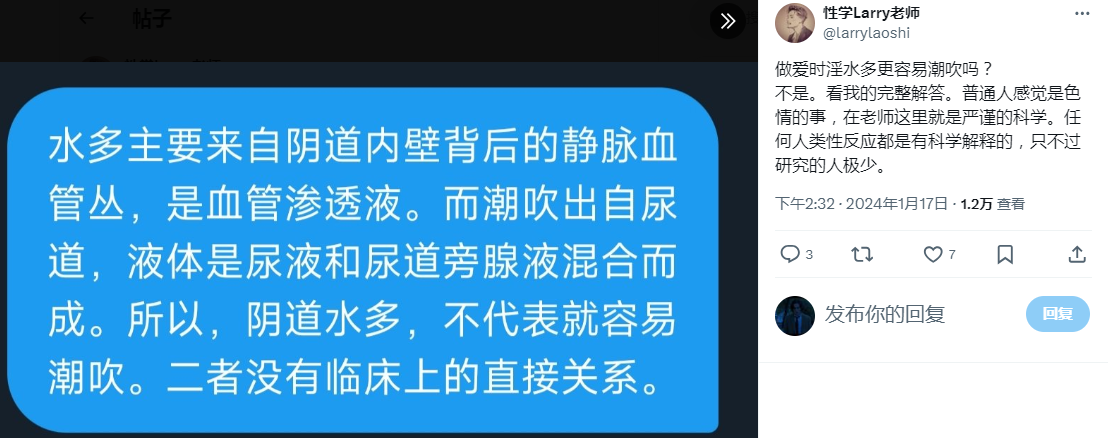 帖子
水多主要来自阴道内壁背后的静脉血
管丛，是血管渗透液。而潮吹出自尿
道，液体是尿液和尿道旁腺液混合而
成。所以，阴道水多，不代表就容易
潮吹。二者没有临床上的直接关系。
性学Larry老师
@larrylaoshi
做爱时淫水多更容易潮吹吗？
不是。看我的完整解答。普通人感觉是色
情的事，在老师这里就是严谨的科学。任
何人类性反应都是有科学解释的，只不过
研究的人极少。
下午2:32 · 2024年1月17日 · 1.2万 查看
3 7
发布你的回复 回复